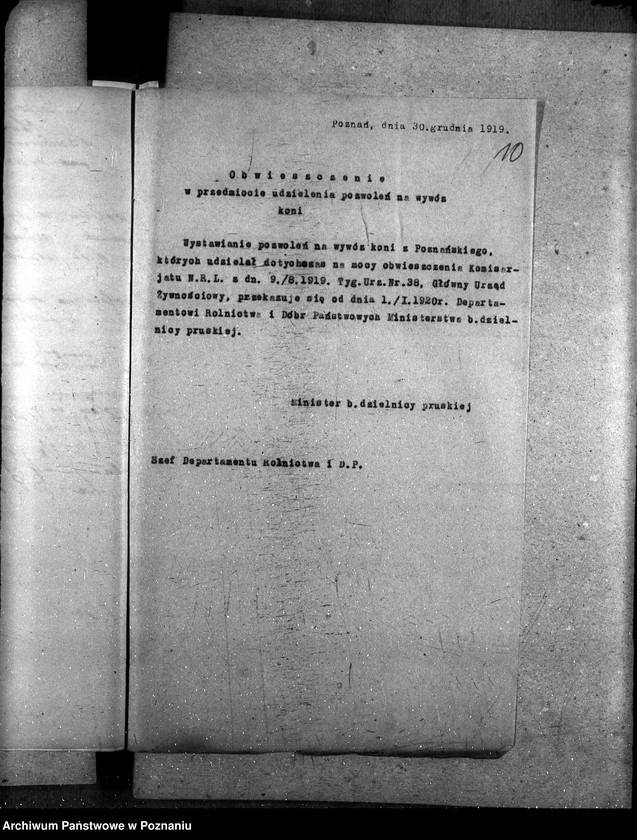 Poznań, dnia 30.grudnia 1919.
10
Obwieszczenie
w przedmiocie udzielenia pozwoleń na wywóz
koni
Wystawianie pozwoleń na wywóz koni z Poznańskiego,
których udzielał dotychczas na mocy obwieszczenia Komisar-
jatu N.R.L. z dn. 9./8.1919. Tyg.Urz.Nr.38, Główny Urząd
Żywnościowy, przekazuje się od dnia 1./I.1920r. Departa-
mentowi Rolnictwa i Dóbr Państwowych Ministerstwa b.dziel-
nicy pruskiej.
Minister b.dzielnicy pruskiej
Szef Departamentu Rolnictwa i D.P.
Archiwum Państwowe w Poznaniu